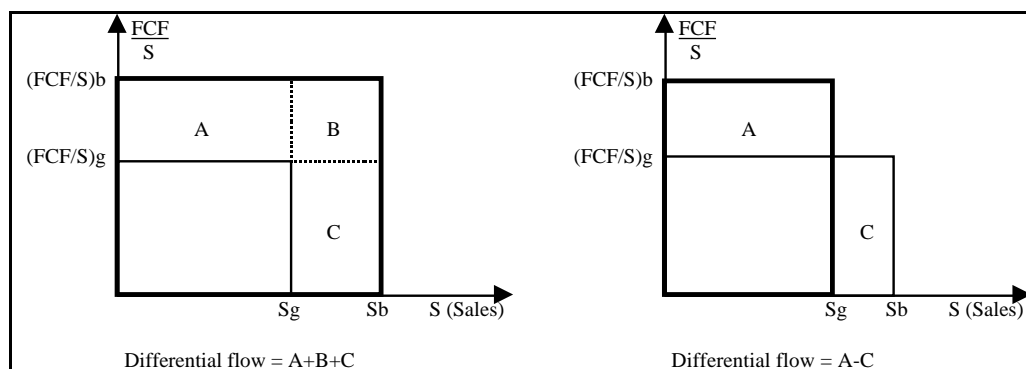 FCF
S
(FCF/S)b
A
B
(FCF/S)g
C
Sg
Sb
S (Sales)
Differential flow = A+B+C
FCF
S
(FCF/S)b
A
(FCF/S)g
C
Sg
Sb
S (Sales)
Differential flow = A-C